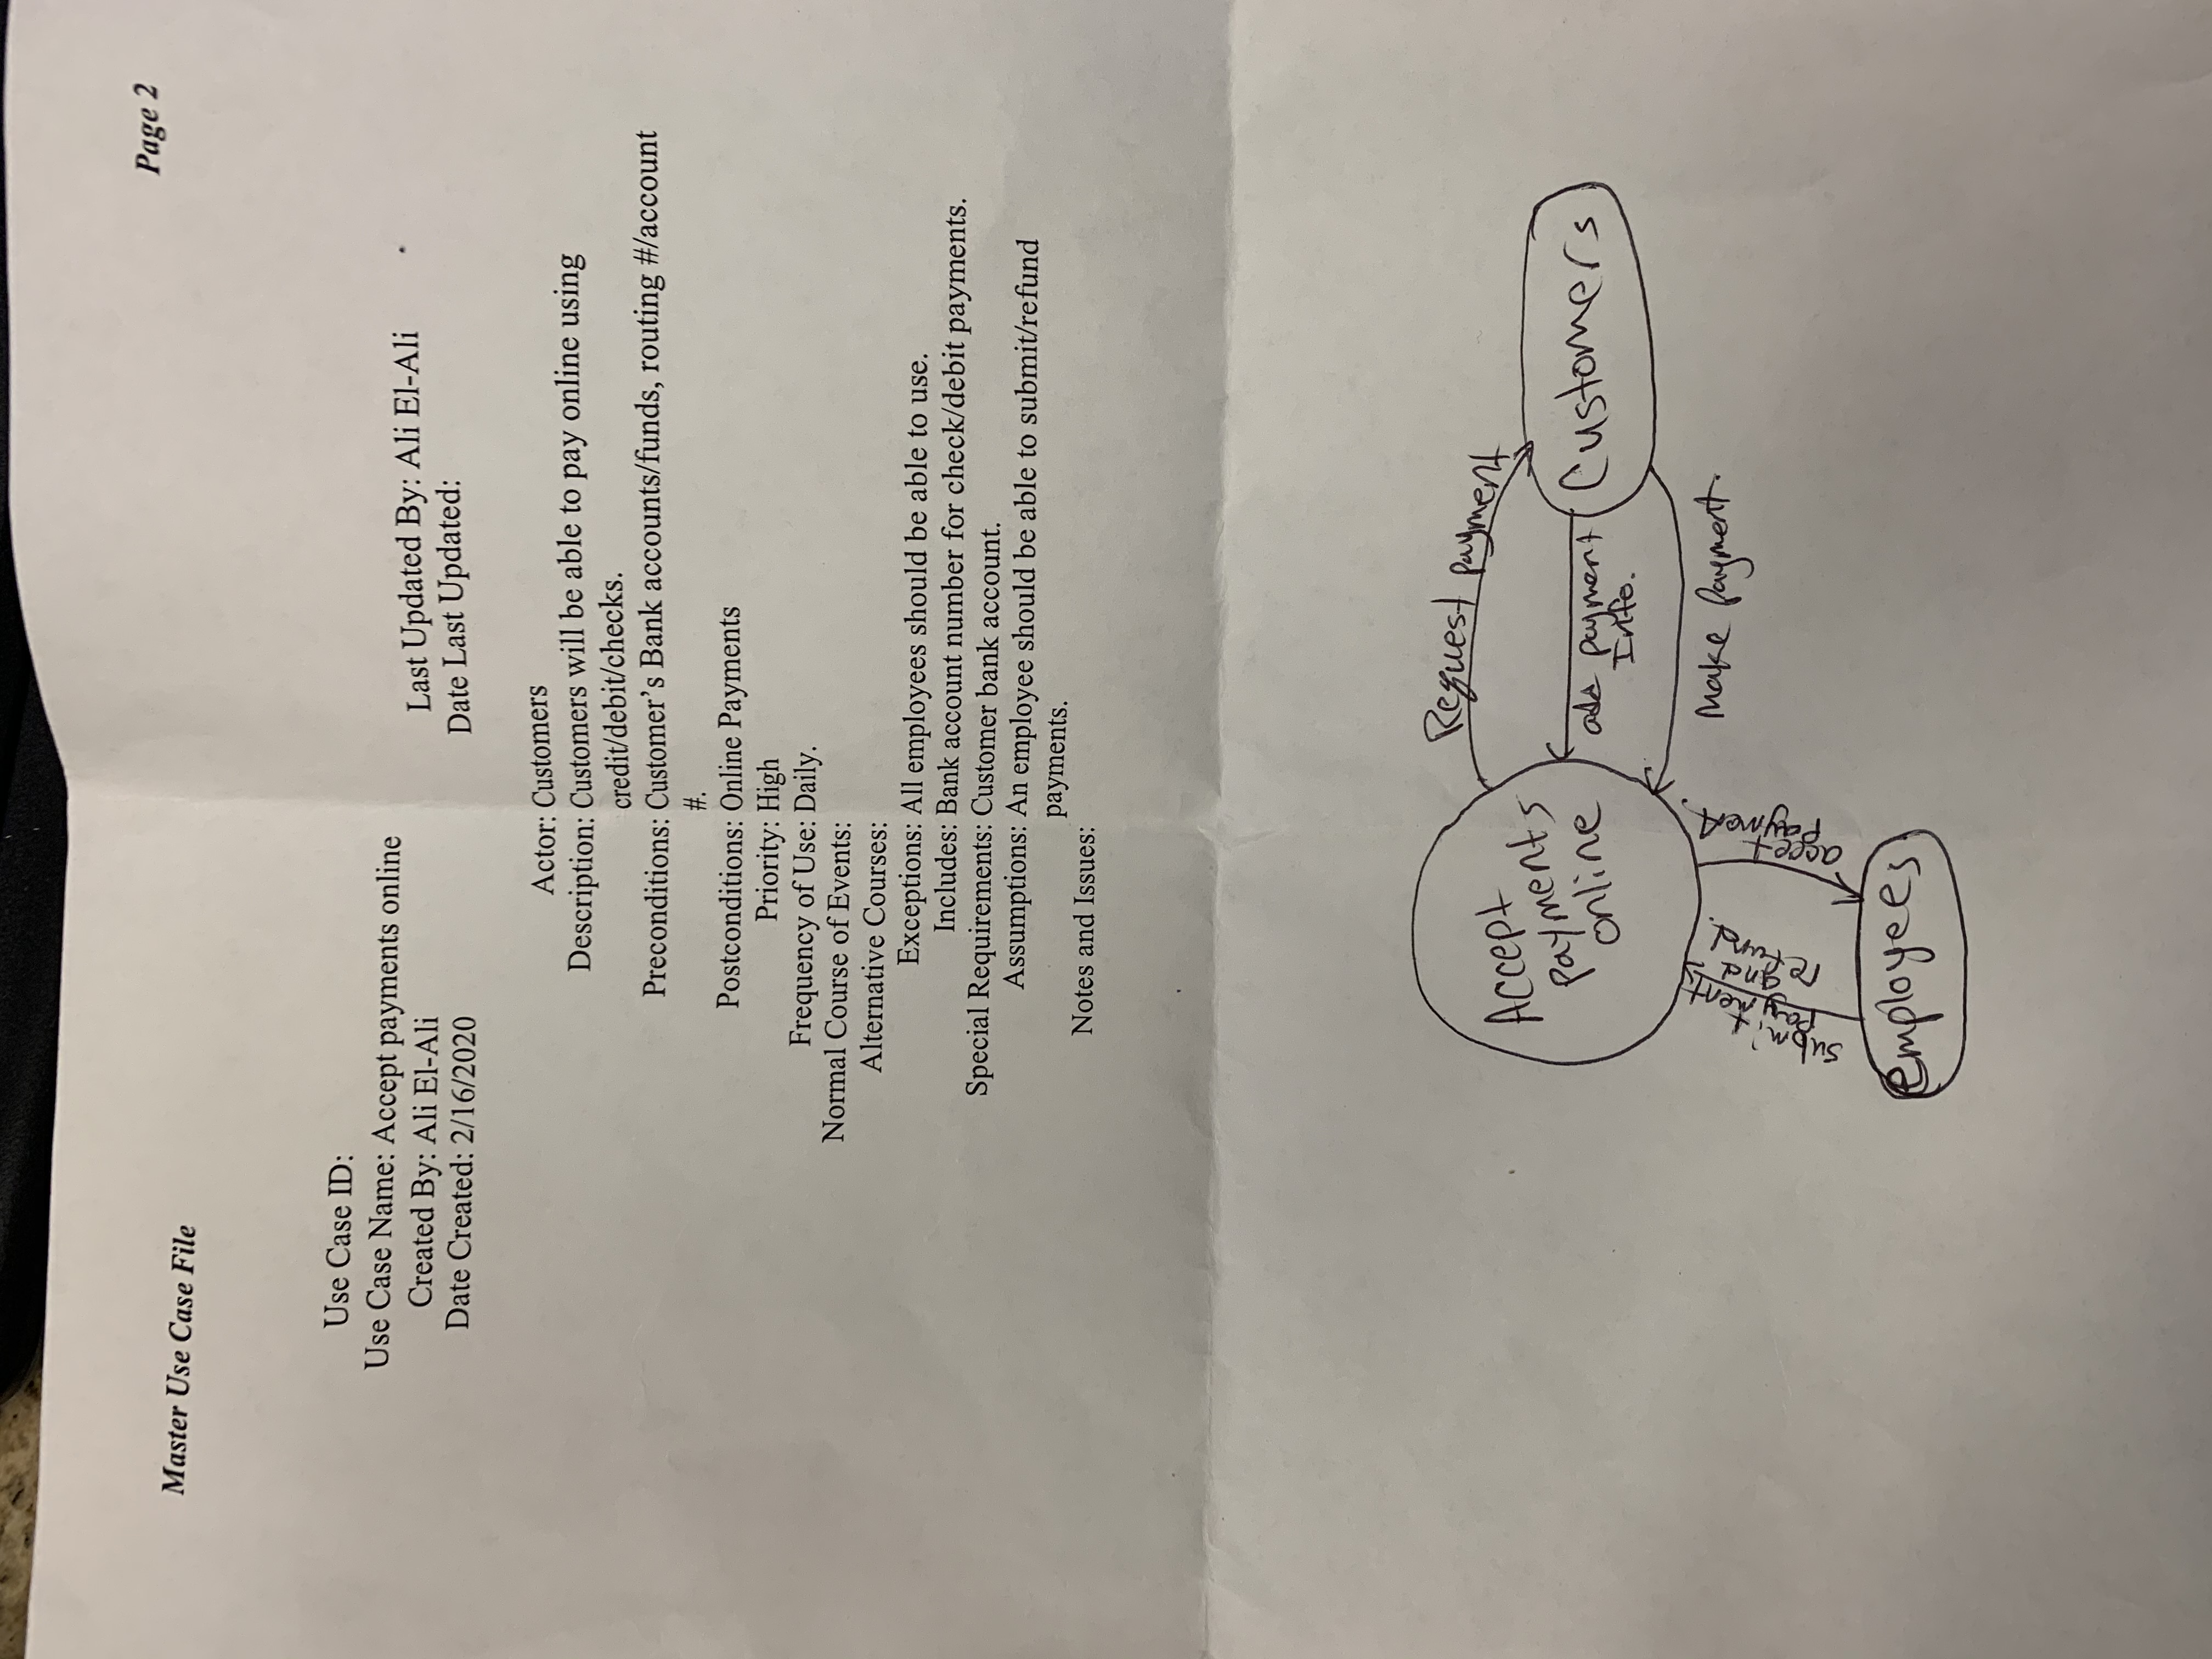 Master Use Case File
Page 2
Use Case ID:
Use Case Name: Accept payments online
Created By: Ali El-Ali
Last Updated By: Ali El-Ali
Date Created: 2/16/2020
Date Last Updated:
Actor: Customers
Description: Customers will be able to pay online using
credit/debit/checks.
Preconditions: Customer's Bank accounts/funds, routing #/account
#.
Postconditions: Online Payments
Priority: High
Frequency of Use: Daily.
Normal Course of Events:
Alternative Courses:
Exceptions: All employees should be able to use.
Includes: Bank account number for check/debit payments.
Special Requirements: Customer bank account.
Assumptions: An employee should be able to submit/refund
payments.
Notes and Issues:
Request payment
Accept
payments
online
Customers
add payment
Info.
Make payment.
submit
payments
and
refund.
accet
payment.
employees